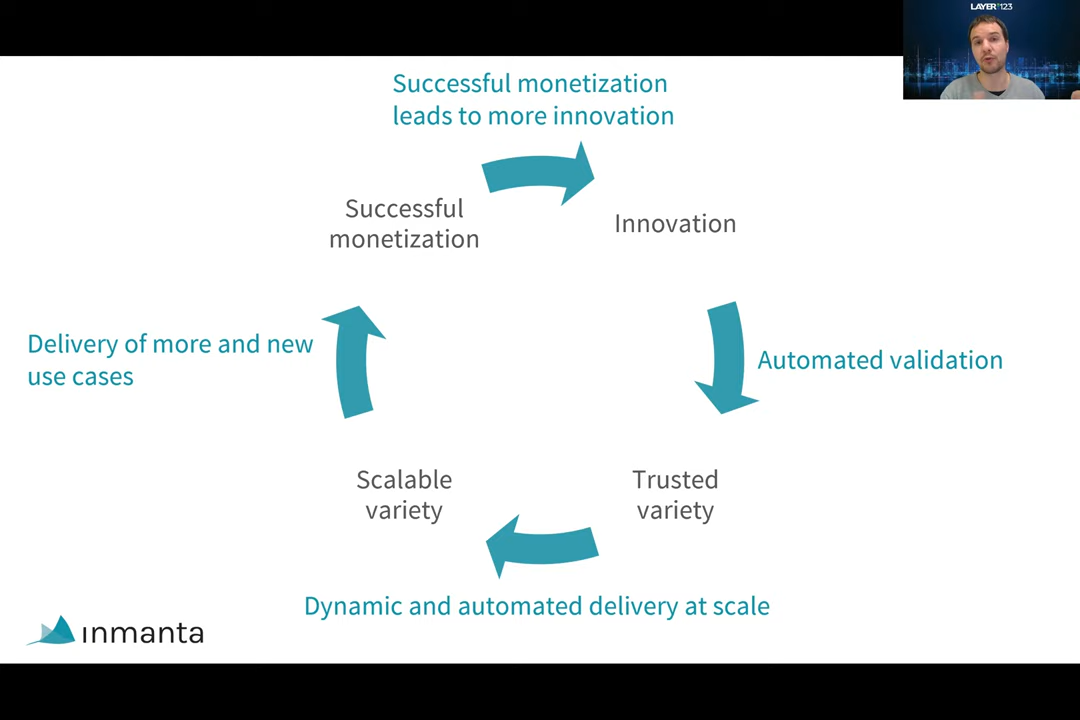 LAYER123
Successful monetization
leads to more innovation
Successful
monetization
Innovation
Delivery of more and new
use cases
Automated validation
Scalable
variety
Trusted
variety
Dynamic and automated delivery at scale
inmanta